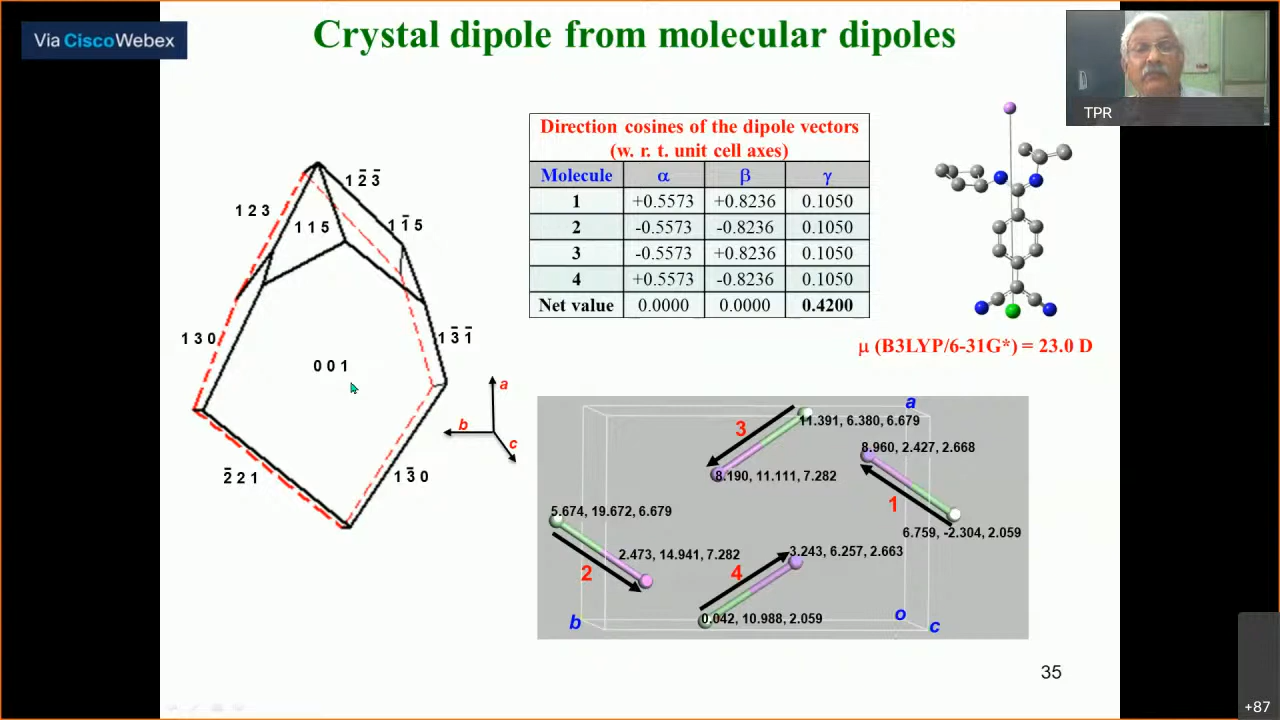 Via CiscoWebex
Crystal dipole from molecular dipoles
TPR
Direction cosines of the dipole vectors
(w. r. t. unit cell axes)
Molecule α β γ
1 +0.5573 +0.8236 0.1050
2 -0.5573 -0.8236 0.1050
3 -0.5573 +0.8236 0.1050
4 +0.5573 -0.8236 0.1050
Net value 0.0000 0.0000 0.4200
1 2̄ 3̄
1 2 3
1 1 5
1 1̄ 5
1 3 0
1 3̄ 1̄
0 0 1
2̄ 2 1
1 3̄ 0
a
b
c
μ (B3LYP/6-31G*) = 23.0 D
a
3
11.391, 6.380, 6.679
8.960, 2.427, 2.668
8.190, 11.111, 7.282
1
5.674, 19.672, 6.679
6.759, -2.304, 2.059
2.473, 14.941, 7.282
3.243, 6.257, 2.663
2
4
0.042, 10.988, 2.059
b
o
c
35
+87